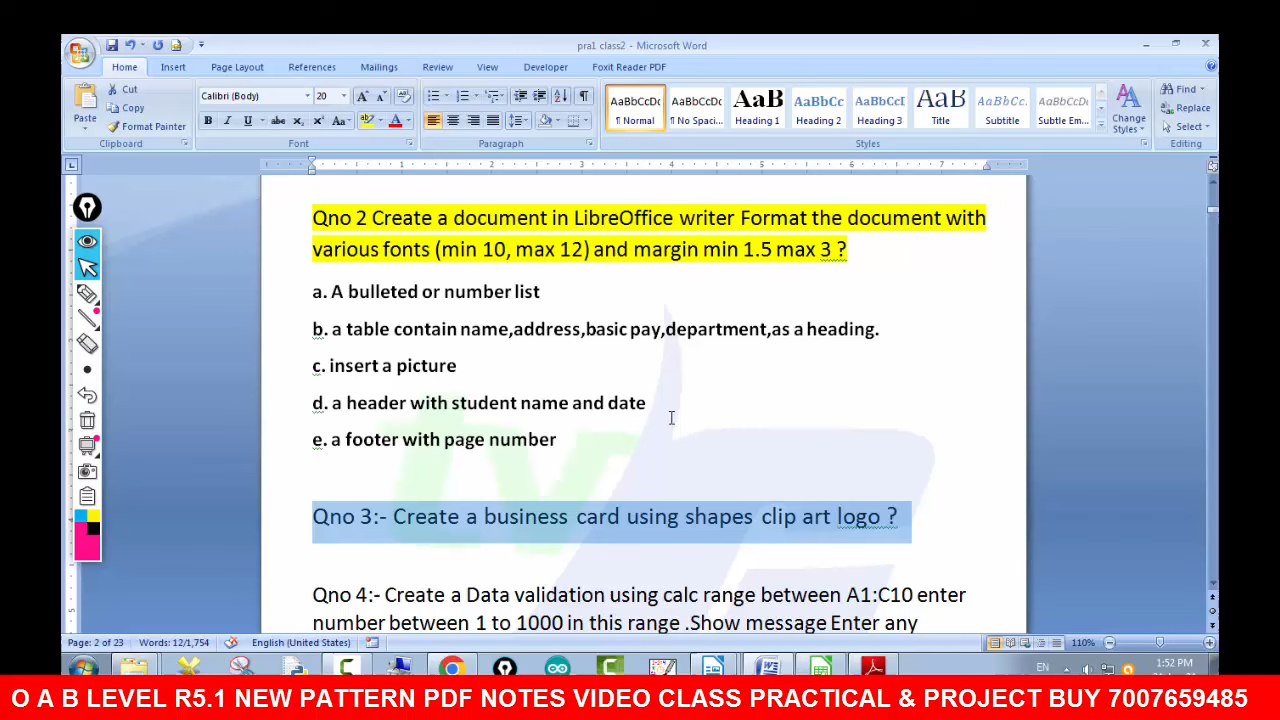 pra1 class2 - Microsoft Word
Home Insert Page Layout References Mailings Review View Developer Foxit Reader PDF
Cut
Copy
Format Painter
Paste
Calibri (Body) 20
AaBbCcDc AaBbCcDc AaB AaBbCc AaBbCcI AaB AaBbCc. AaBbCcDc
¶ Normal ¶ No Spaci... Heading 1 Heading 2 Heading 3 Title Subtitle Subtle Em...
Change
Styles
Find
Replace
Select
Clipboard Font Paragraph Styles Editing
1 2 3 4 5 6 7
Qno 2 Create a document in LibreOffice writer Format the document with
various fonts (min 10, max 12) and margin min 1.5 max 3 ?
a. A bulleted or number list
b. a table contain name,address,basic pay,department,as a heading.
c. insert a picture
d. a header with student name and date
e. a footer with page number
Qno 3:- Create a business card using shapes clip art logo ?
Qno 4:- Create a Data validation using calc range between A1:C10 enter
number between 1 to 1000 in this range .Show message Enter any
Page: 2 of 23 Words: 12/1,754 English (United States) 110%
EN 1:52 PM
O A B LEVEL R5.1 NEW PATTERN PDF NOTES VIDEO CLASS PRACTICAL & PROJECT BUY 7007659485